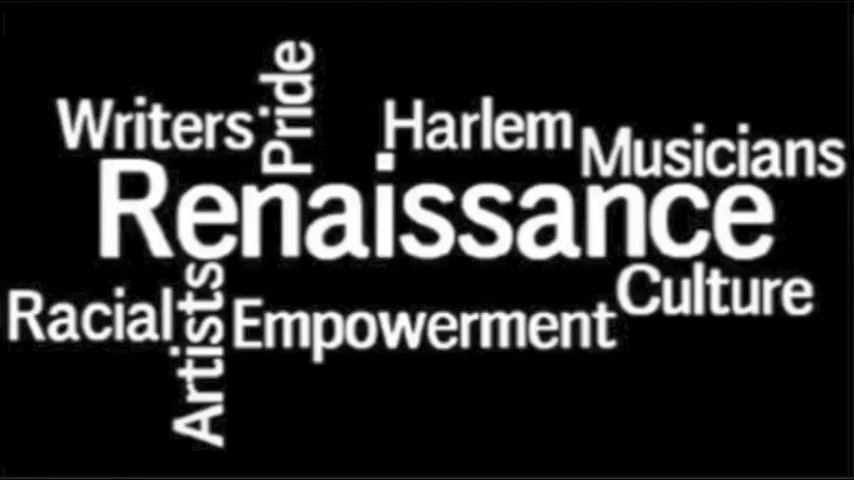 Pride
Writers
Harlem
Musicians
Renaissance
Racial
Artists
Empowerment
Culture